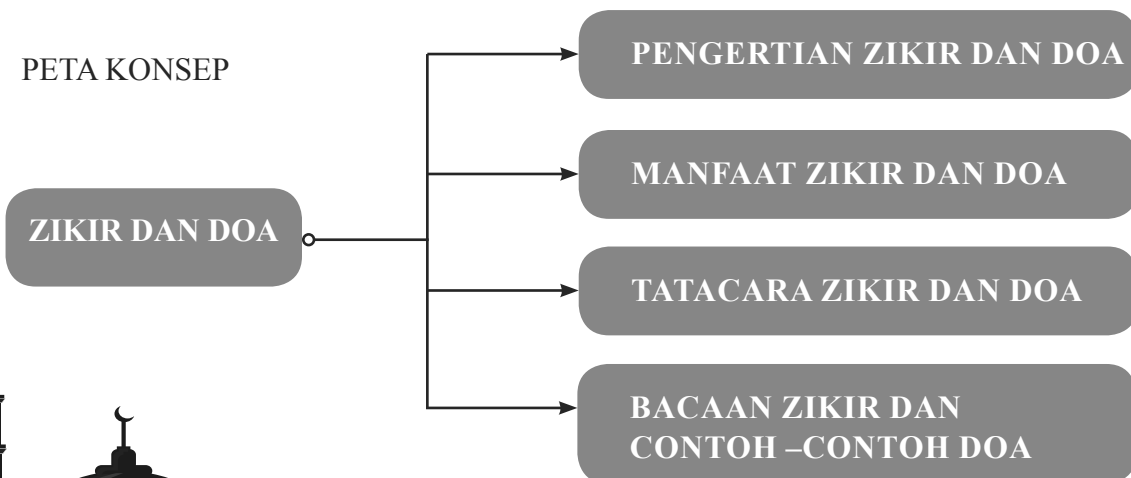 PETA KONSEP
ZIKIR DAN DOA
PENGERTIAN ZIKIR DAN DOA
MANFAAT ZIKIR DAN DOA
TATACARA ZIKIR DAN DOA
BACAAN ZIKIR DAN
CONTOH –CONTOH DOA